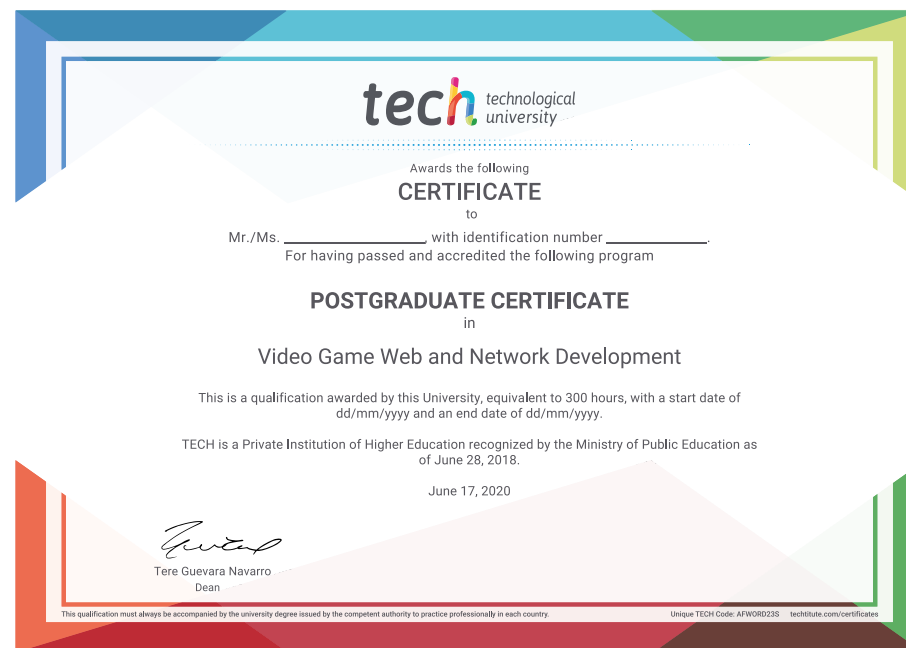 tech technological
university
Awards the following
CERTIFICATE
to
Mr./Ms. , with identification number .
For having passed and accredited the following program
POSTGRADUATE CERTIFICATE
in
Video Game Web and Network Development
This is a qualification awarded by this University, equivalent to 300 hours, with a start date of
dd/mm/yyyy and an end date of dd/mm/yyyy.
TECH is a Private Institution of Higher Education recognized by the Ministry of Public Education as
of June 28, 2018.
June 17, 2020
Tere Guevara Navarro
Dean
This qualification must always be accompanied by the university degree issued by the competent authority to practice professionally in each country. Unique TECH Code: AFWORD23S techtitute.com/certificates